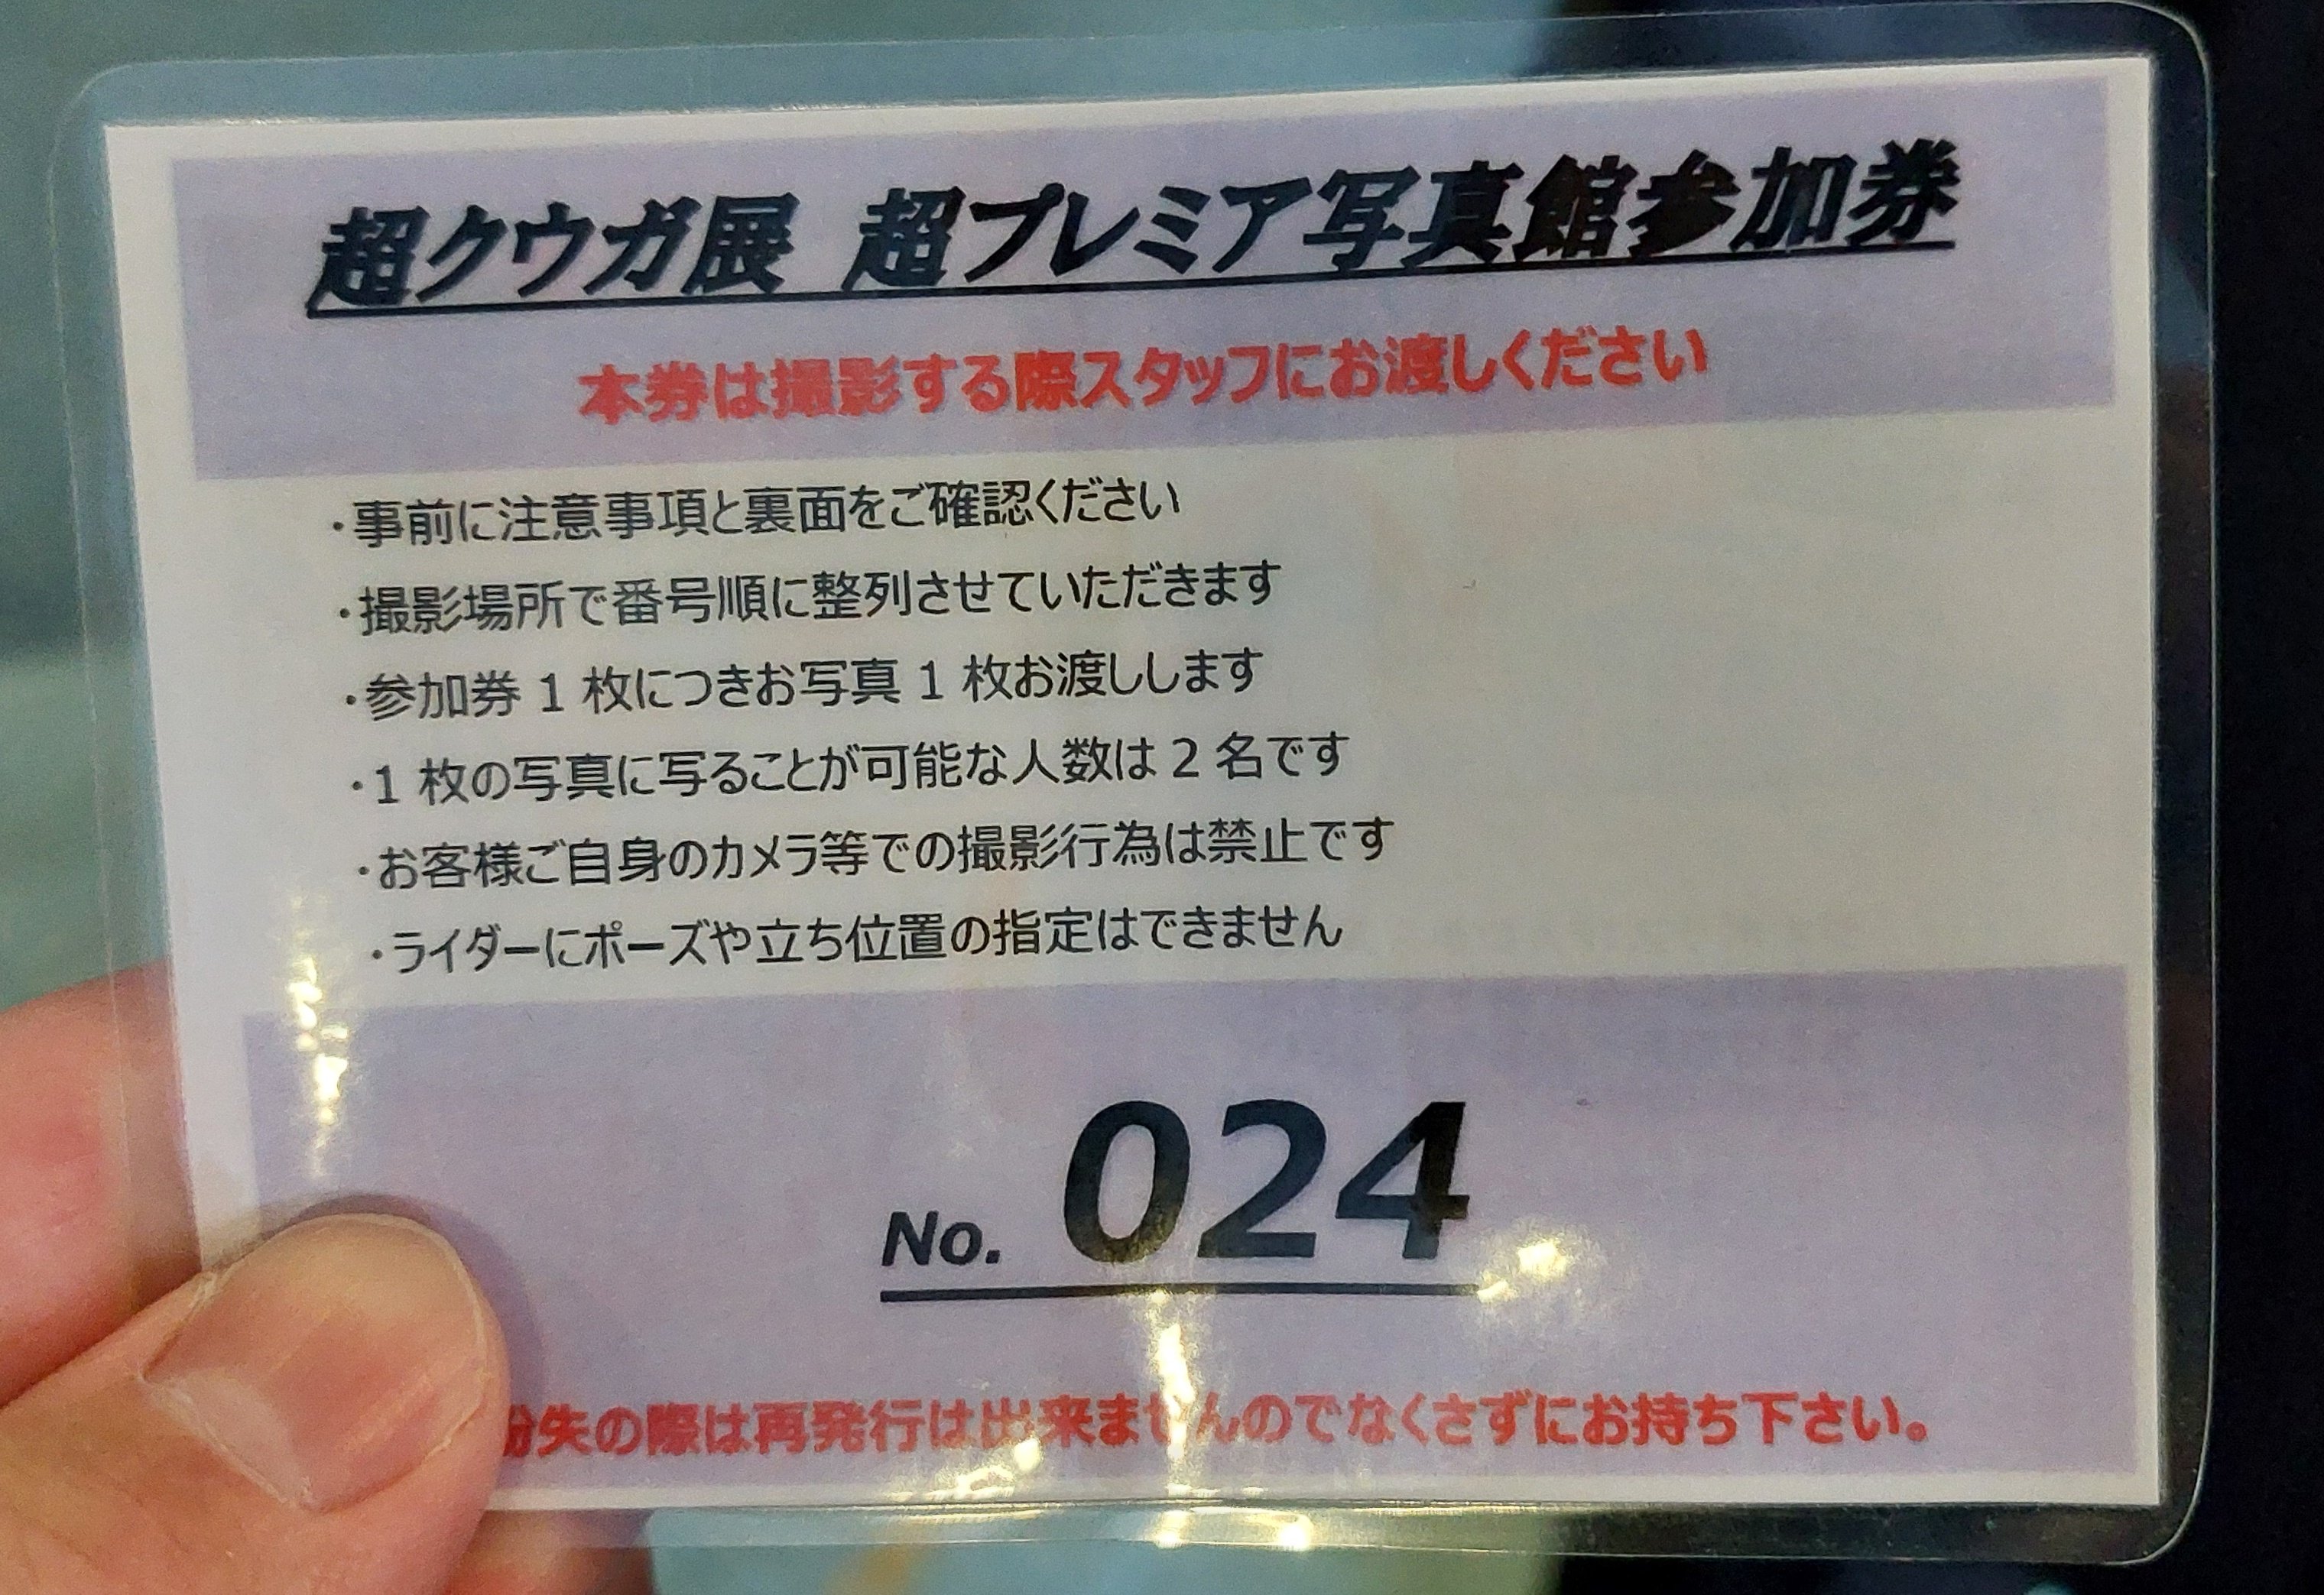 超クウガ展 超プレミア写真館参加券
本券は撮影する際スタッフにお渡しください
・事前に注意事項と裏面をご確認ください
・撮影場所で番号順に整列させていただきます
・参加券 1 枚につきお写真 1 枚お渡しします
・1 枚の写真に写ることが可能な人数は 2 名です
・お客様ご自身のカメラ等での撮影行為は禁止です
・ライダーにポーズや立ち位置の指定はできません
No. 024
紛失の際は再発行は出来ませんのでなくさずにお持ち下さい。